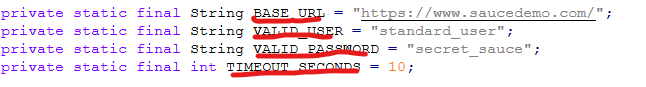 private static final String BASE_URL = "https://www.saucedemo.com/";
private static final String VALID_USER = "standard_user";
private static final String VALID_PASSWORD = "secret_sauce";
private static final int TIMEOUT_SECONDS = 10;